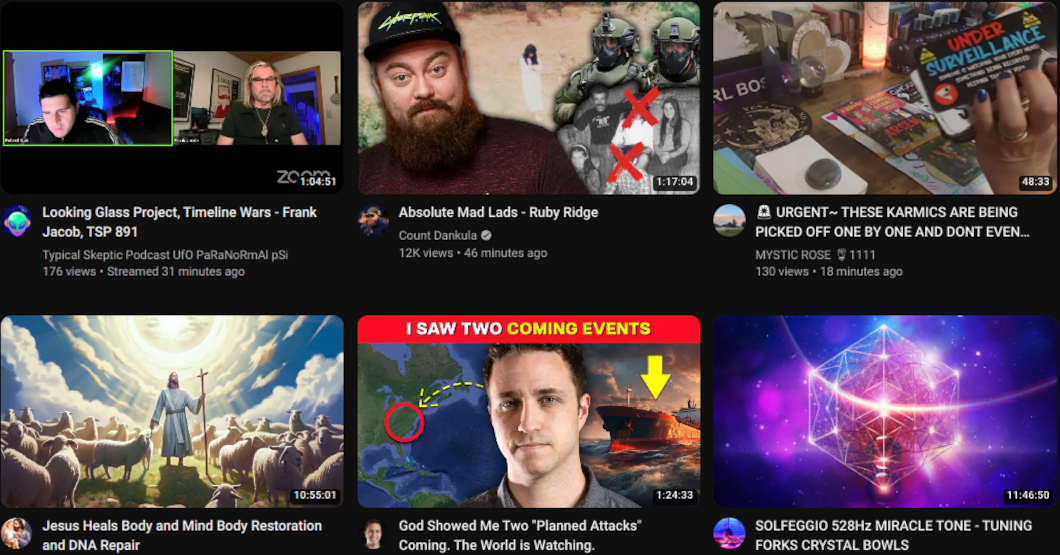 zoom
1:04:51
Looking Glass Project, Timeline Wars - Frank
Jacob, TSP 891
Typical Skeptic Podcast UfO PaRaNoRmAl pSi
176 views • Streamed 31 minutes ago
CYBERPUNK
1:17:04
Absolute Mad Lads - Ruby Ridge
Count Dankula
12K views • 46 minutes ago
UNDER
SURVEILLANCE
48:33
🚨 URGENT~ THESE KARMICS ARE BEING
PICKED OFF ONE BY ONE AND DONT EVEN...
MYSTIC ROSE 🌹 1111
130 views • 18 minutes ago
10:55:01
Jesus Heals Body and Mind Body Restoration
and DNA Repair
I SAW TWO COMING EVENTS
1:24:33
God Showed Me Two "Planned Attacks"
Coming. The World is Watching.
11:46:50
SOLFEGGIO 528Hz MIRACLE TONE - TUNING
FORKS CRYSTAL BOWLS